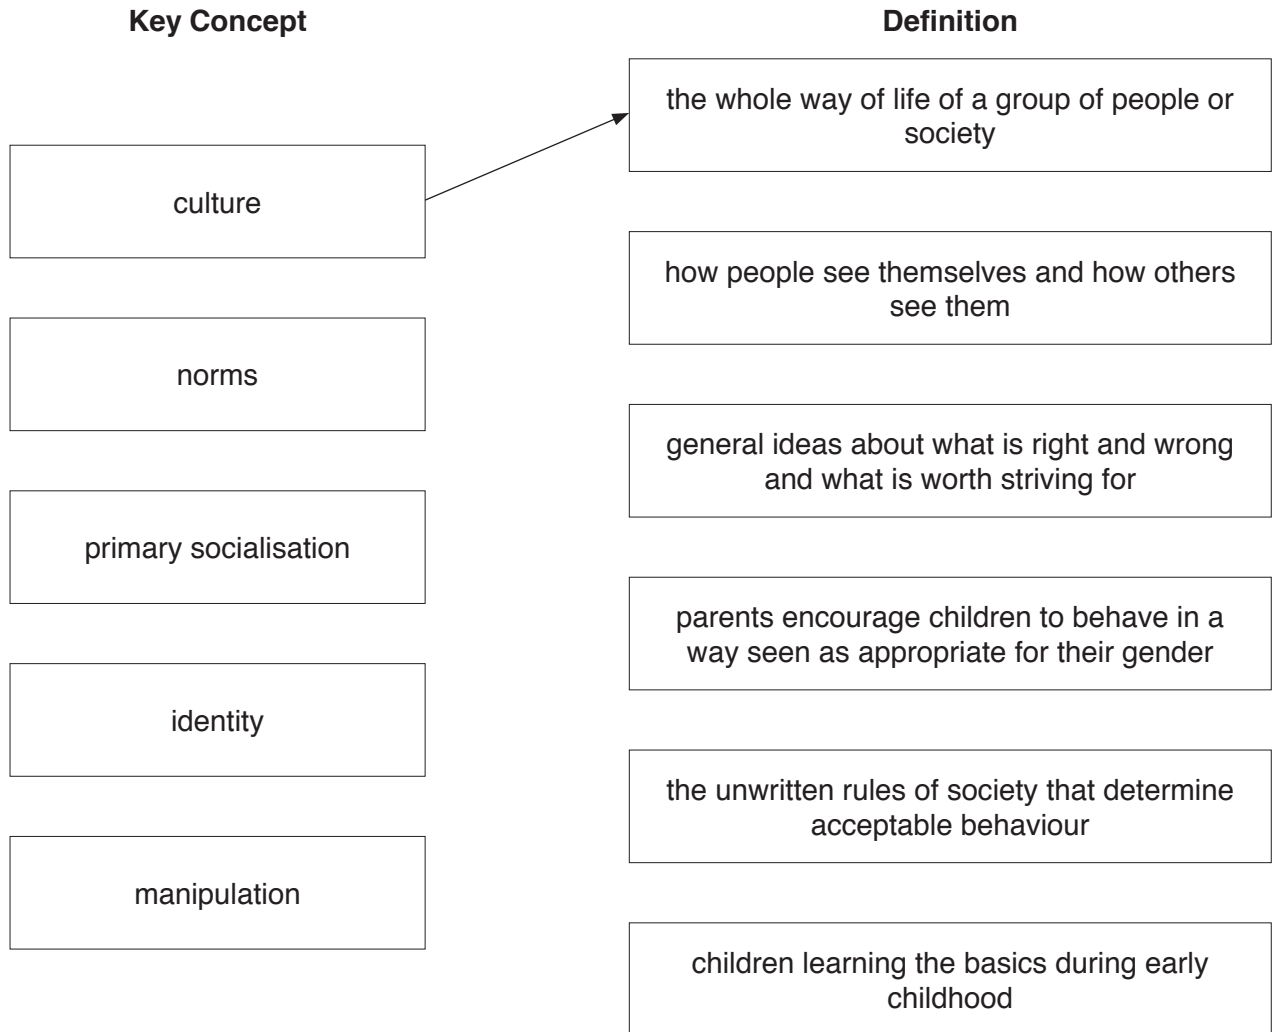 Key Concept
Definition
culture
norms
primary socialisation
identity
manipulation
the whole way of life of a group of people or
society
how people see themselves and how others
see them
general ideas about what is right and wrong
and what is worth striving for
parents encourage children to behave in a
way seen as appropriate for their gender
the unwritten rules of society that determine
acceptable behaviour
children learning the basics during early
childhood